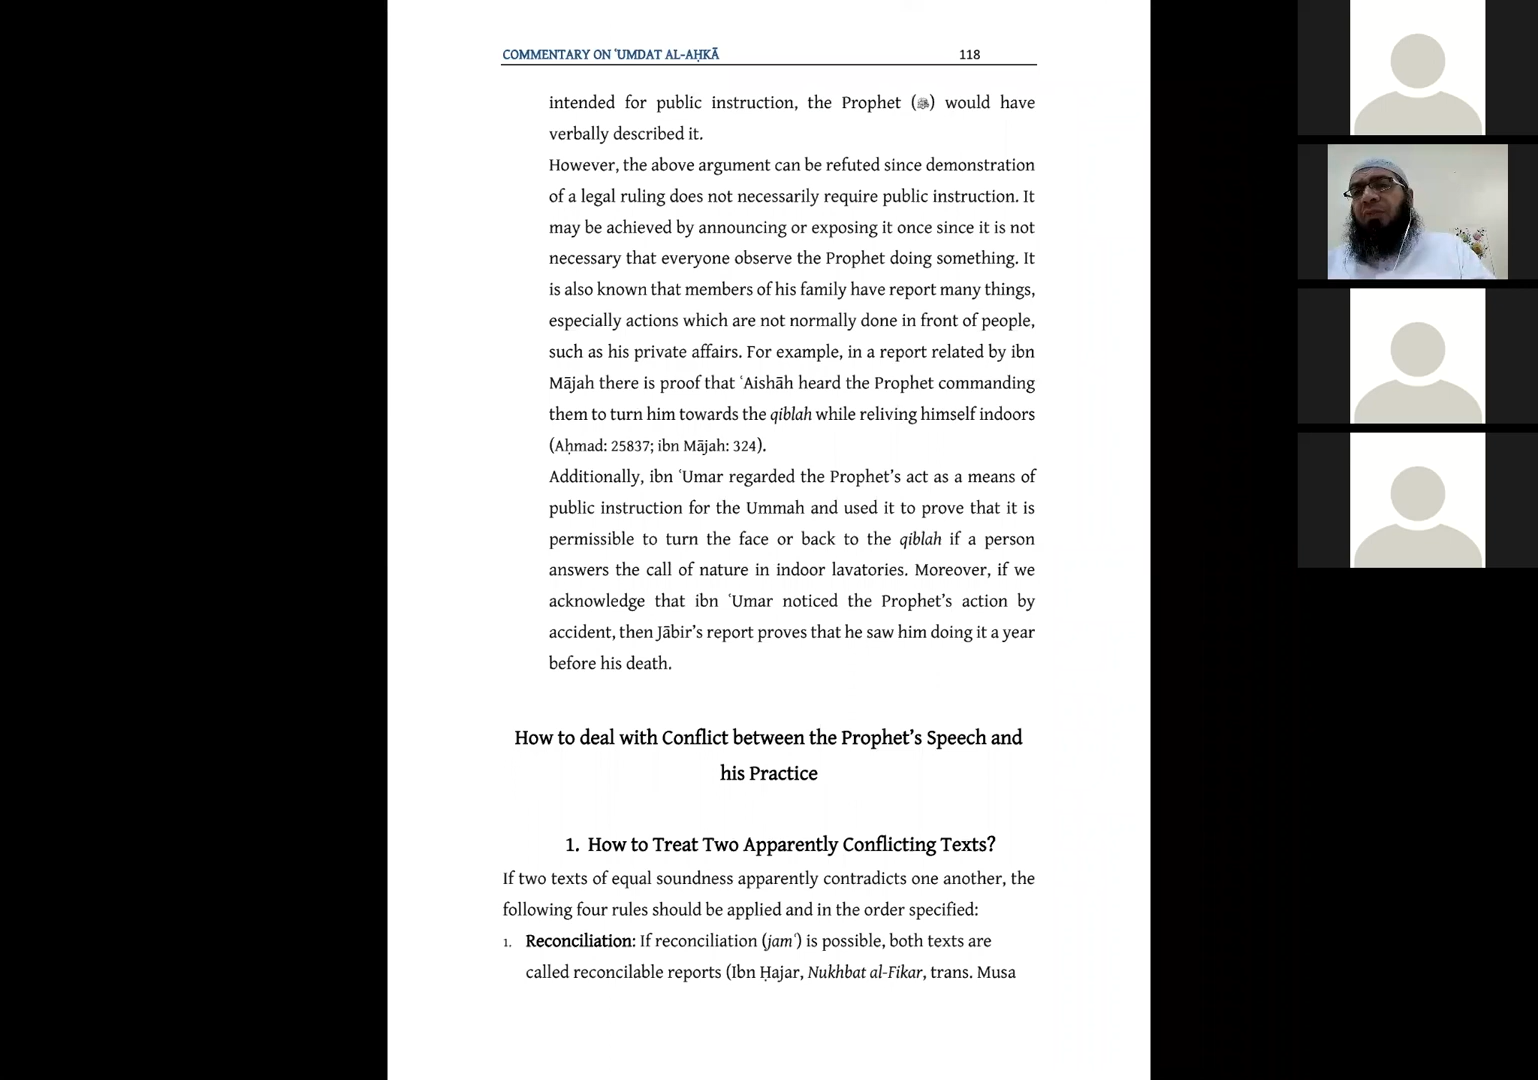 COMMENTARY ON ʿUMDAT AL-AḤKĀ 118
intended for public instruction, the Prophet (ﷺ) would have
verbally described it.
However, the above argument can be refuted since demonstration
of a legal ruling does not necessarily require public instruction. It
may be achieved by announcing or exposing it once since it is not
necessary that everyone observe the Prophet doing something. It
is also known that members of his family have report many things,
especially actions which are not normally done in front of people,
such as his private affairs. For example, in a report related by ibn
Mājah there is proof that ʿAishāh heard the Prophet commanding
them to turn him towards the qiblah while reliving himself indoors
(Aḥmad: 25837; ibn Mājah: 324).
Additionally, ibn ʿUmar regarded the Prophet’s act as a means of
public instruction for the Ummah and used it to prove that it is
permissible to turn the face or back to the qiblah if a person
answers the call of nature in indoor lavatories. Moreover, if we
acknowledge that ibn ʿUmar noticed the Prophet’s action by
accident, then Jābir’s report proves that he saw him doing it a year
before his death.
How to deal with Conflict between the Prophet’s Speech and
his Practice
1. How to Treat Two Apparently Conflicting Texts?
If two texts of equal soundness apparently contradicts one another, the
following four rules should be applied and in the order specified:
1. Reconciliation: If reconciliation (jamʿ) is possible, both texts are
called reconcilable reports (Ibn Ḥajar, Nukhbat al-Fikar, trans. Musa